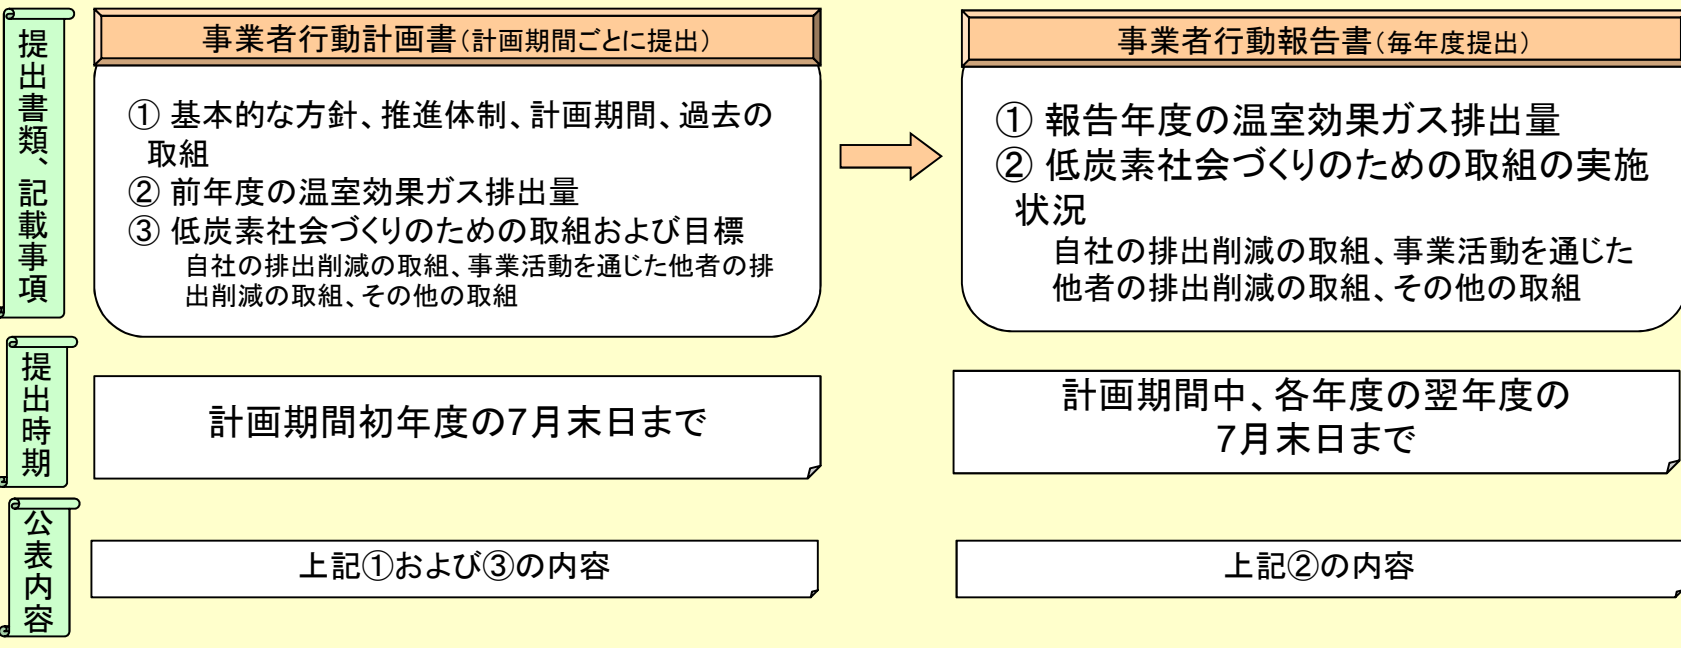 提出書類、記載事項
事業者行動計画書(計画期間ごとに提出)
① 基本的な方針、推進体制、計画期間、過去の
取組
② 前年度の温室効果ガス排出量
③ 低炭素社会づくりのための取組および目標
自社の排出削減の取組、事業活動を通じた他者の排
出削減の取組、その他の取組
事業者行動報告書(毎年度提出)
① 報告年度の温室効果ガス排出量
② 低炭素社会づくりのための取組の実施
状況
自社の排出削減の取組、事業活動を通じた
他者の排出削減の取組、その他の取組
提出時期
計画期間初年度の7月末日まで
計画期間中、各年度の翌年度の
7月末日まで
公表内容
上記①および③の内容
上記②の内容